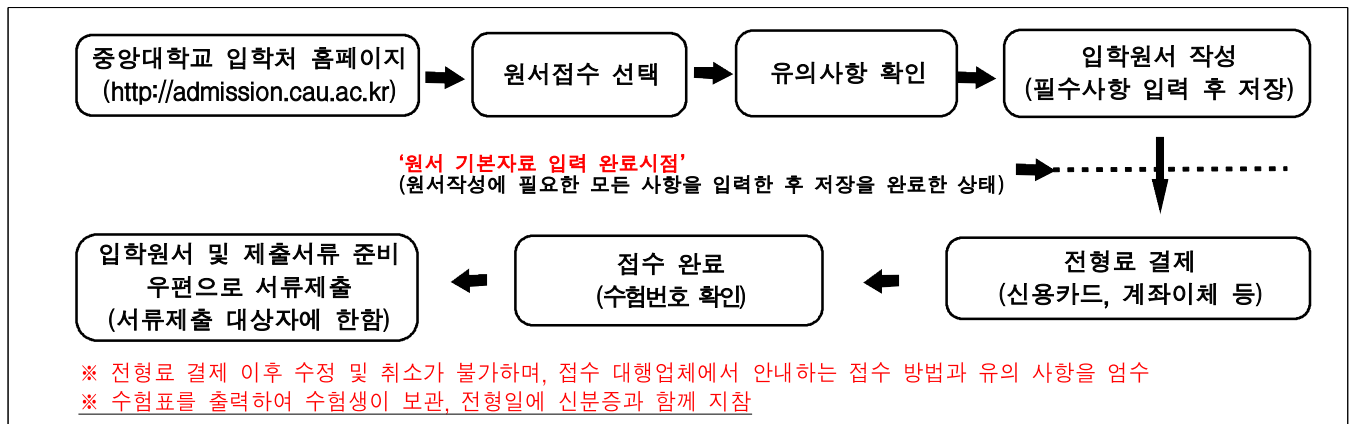 중앙대학교 입학처 홈페이지
(http://admission.cau.ac.kr)
원서접수 선택
유의사항 확인
입학원서 작성
(필수사항 입력 후 저장)
‘원서 기본자료 입력 완료시점’
(원서작성에 필요한 모든 사항을 입력한 후 저장을 완료한 상태)
전형료 결제
(신용카드, 계좌이체 등)
접수 완료
(수험번호 확인)
입학원서 및 제출서류 준비
우편으로 서류제출
(서류제출 대상자에 한함)
※ 전형료 결제 이후 수정 및 취소가 불가하며, 접수 대행업체에서 안내하는 접수 방법과 유의 사항을 엄수
※ 수험표를 출력하여 수험생이 보관, 전형일에 신분증과 함께 지참